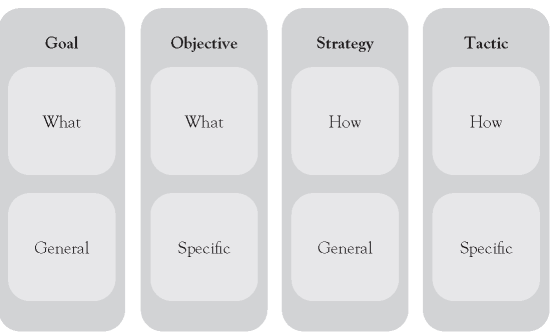 Goal
What
General
Objective
What
Specific
Strategy
How
General
Tactic
How
Specific